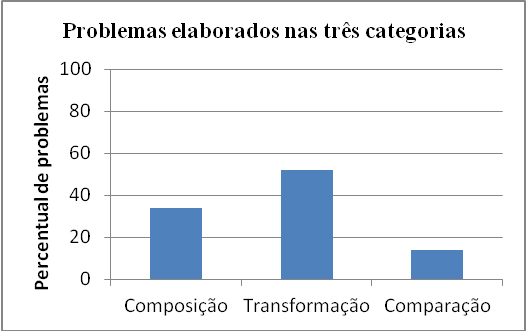 Problemas elaborados nas três categorias
Percentual de problemas
100
80
60
40
20
0
Composição Transformação Comparação